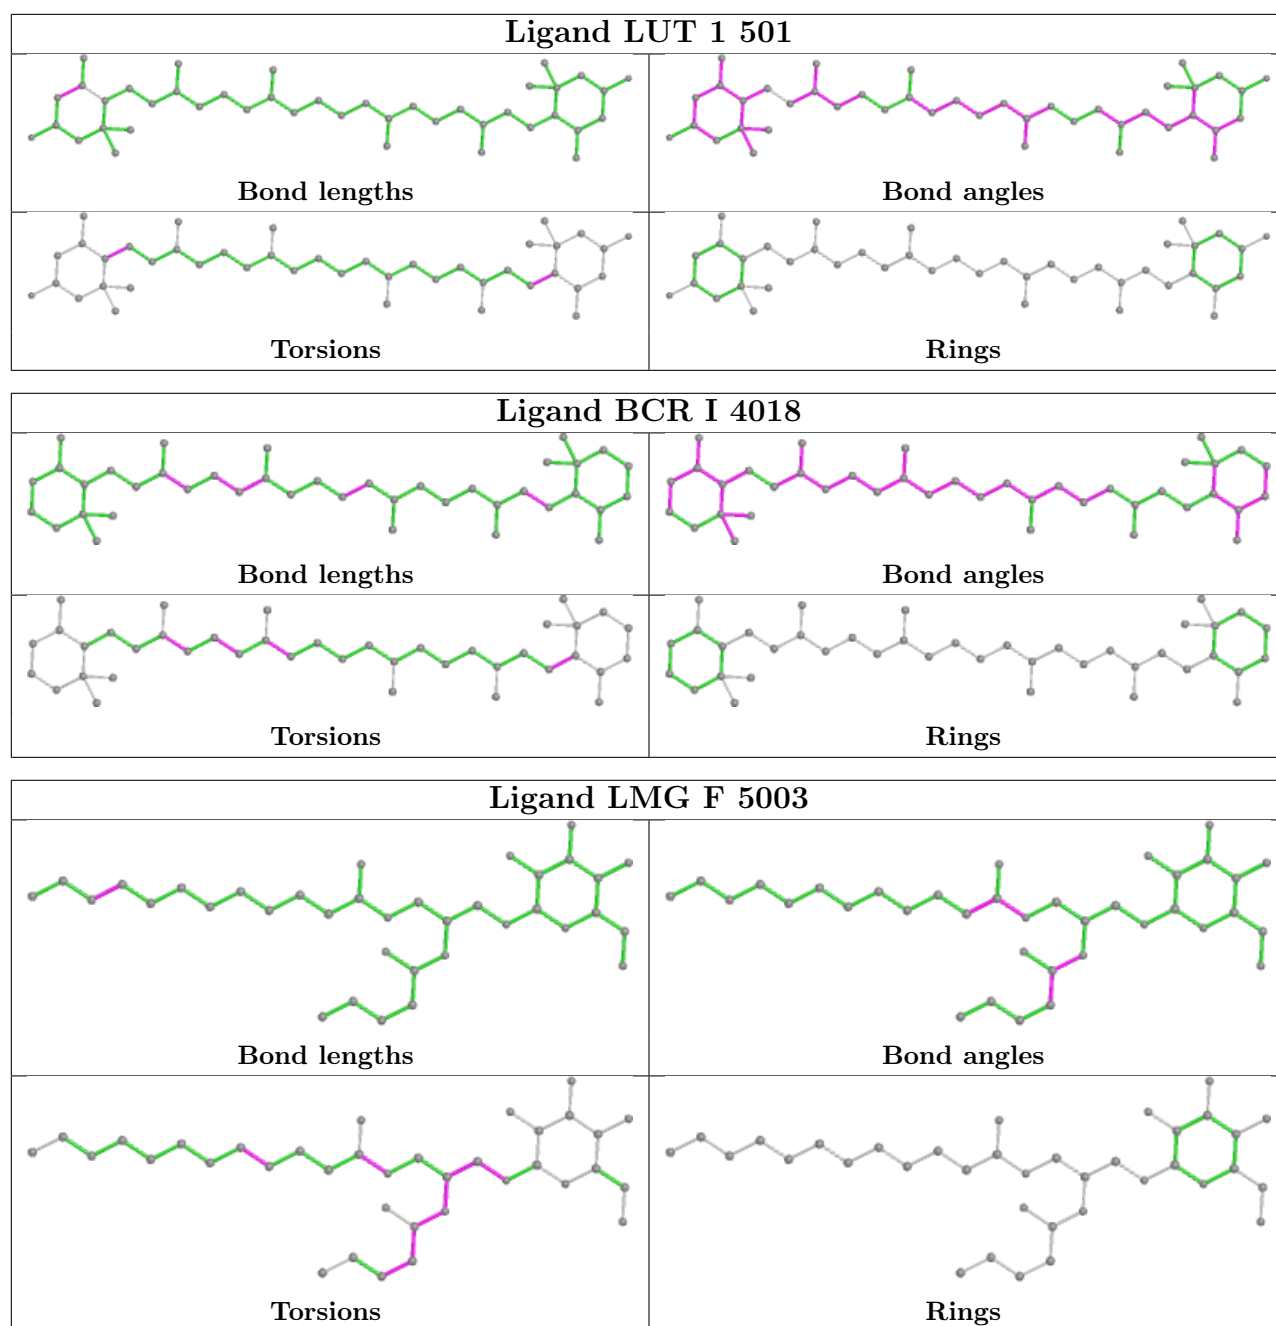 Ligand LUT 1 501
Bond lengths
Bond angles
Torsions
Rings
Ligand BCR I 4018
Bond lengths
Bond angles
Torsions
Rings
Ligand LMG F 5003
Bond lengths
Bond angles
Torsions
Rings